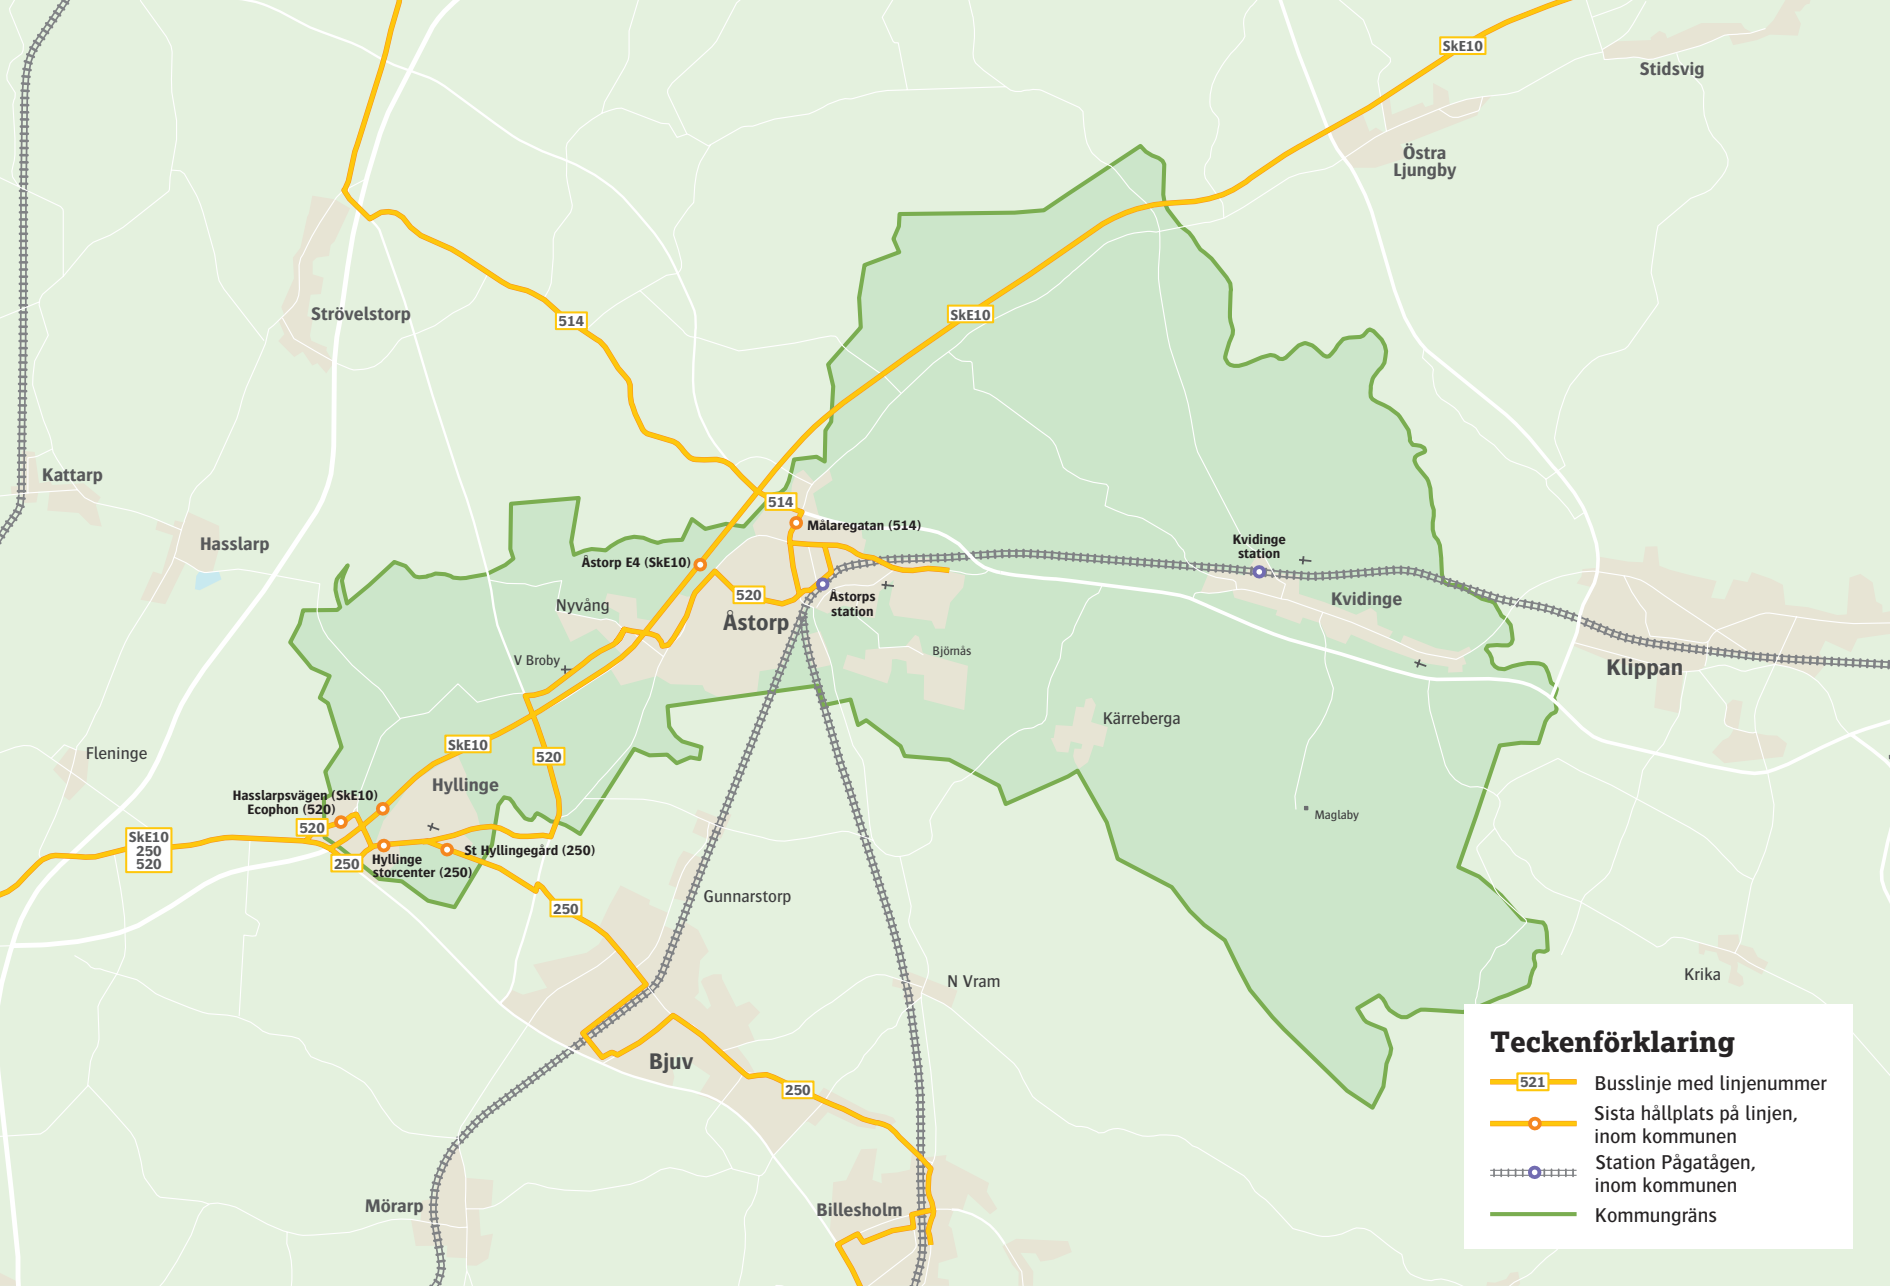 SkE10
Stidsvig
Östra
Ljungby
Strövelstorp
514
SkE10
Kattarp
Hasslarp
514
Målaregatan (514)
Åstorp E4 (SkE10)
Kvidinge
station
520
Åstorps
station
Nyvång
Åstorp
Kvidinge
V Broby
Björnås
Klippan
Kärreberga
SkE10
Fleninge
520
Hyllinge
Hasslarpsvägen (SkE10)
Ecophon (520)
520
Maglaby
SkE10
250
520
St Hyllingegård (250)
250
Hyllinge
storcenter (250)
Gunnarstorp
250
N Vram
Krika
Bjuv
250
Mörarp
Billesholm
Teckenförklaring
521
Busslinje med linjenummer
Sista hållplats på linjen,
inom kommunen
Station Pågatågen,
inom kommunen
Kommungräns